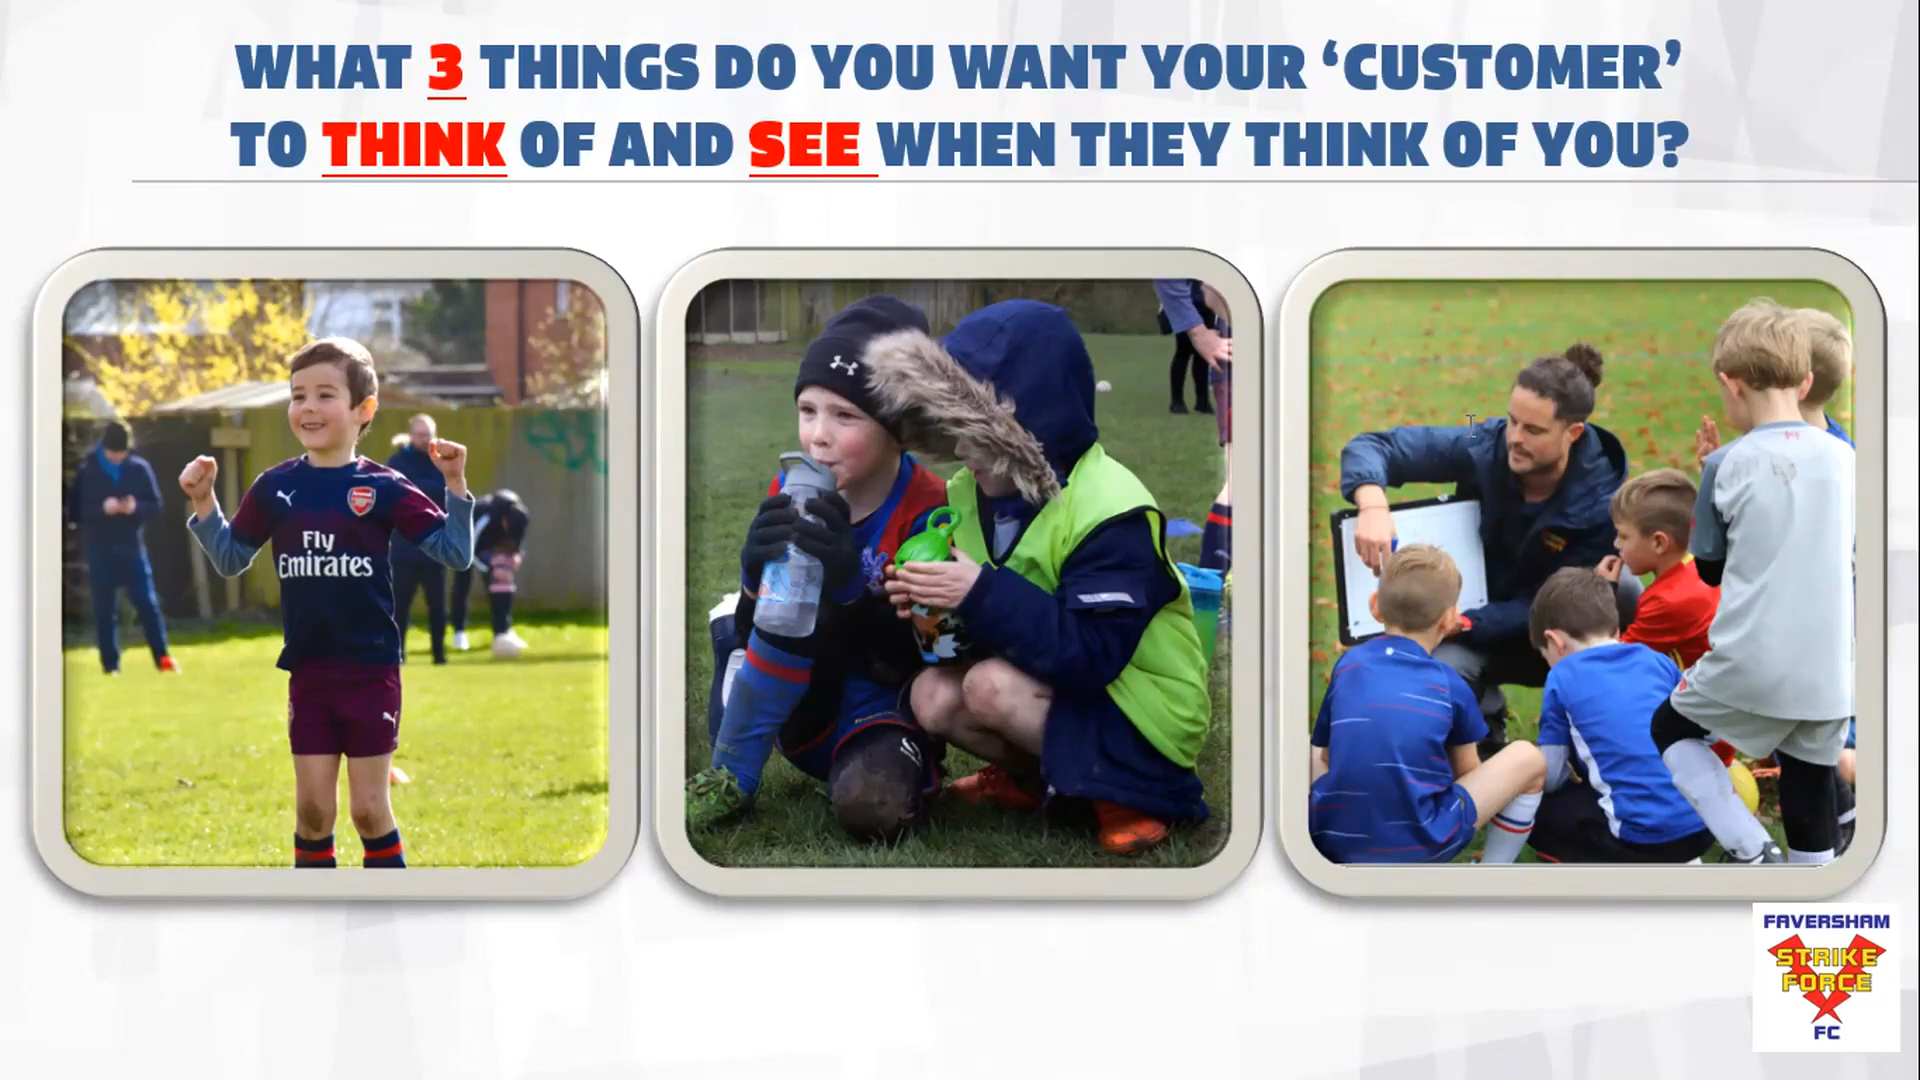 WHAT 3 THINGS DO YOU WANT YOUR ‘CUSTOMER’
TO THINK OF AND SEE WHEN THEY THINK OF YOU?
Arsenal
Fly
Emirates
FAVERSHAM
STRIKE
FORCE
FC